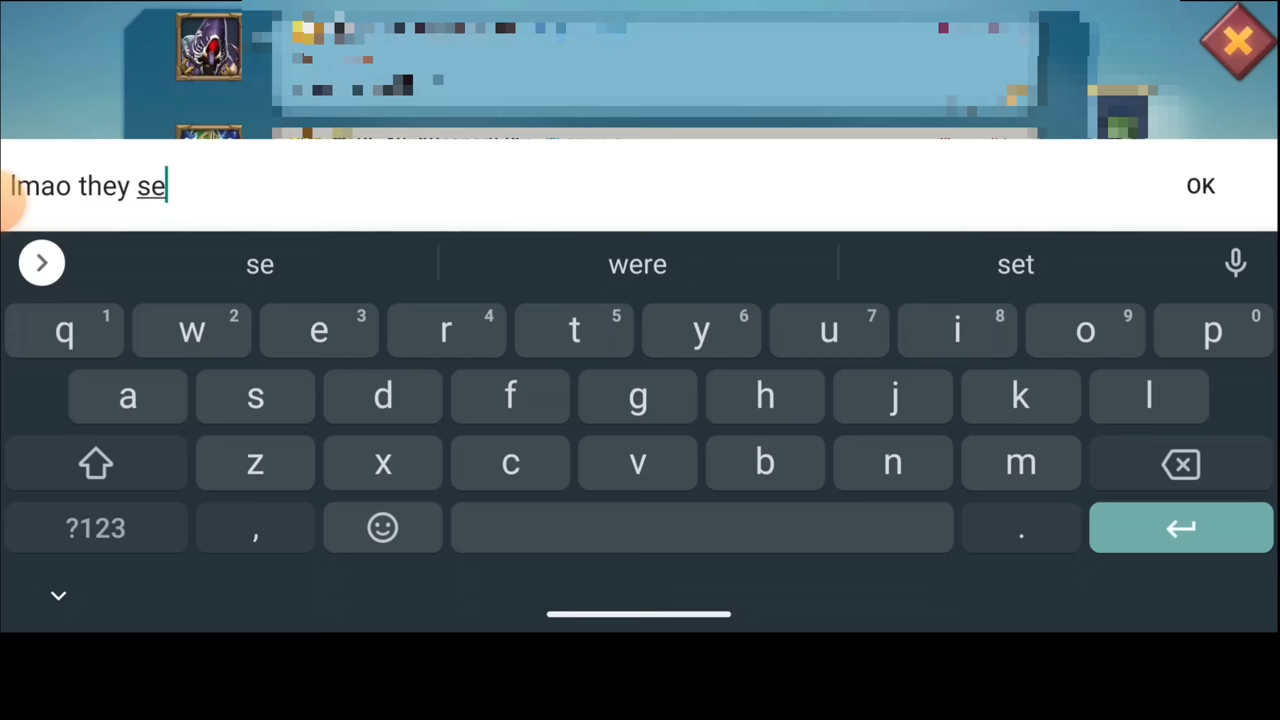 lmao they se
OK
se were set
q 1 w 2 e 3 r 4 t 5 y 6 u 7 i 8 o 9 p 0
a s d f g h j k l
z x c v b n m
?123 , .